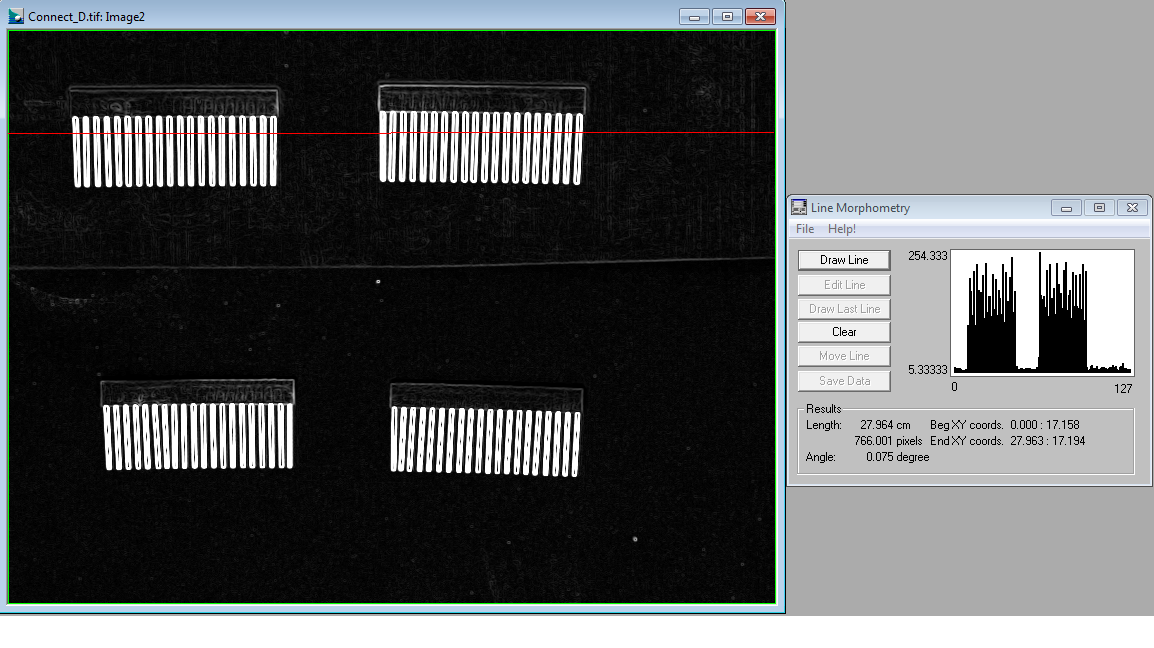 Connect_D.tif: Image2
Line Morphometry
File Help!
Draw Line
Edit Line
Draw Last Line
Clear
Move Line
Save Data
254.333
5.33333
0 127
Results
Length: 27.964 cm Beg XY coords. 0.000 : 17.158
766.001 pixels End XY coords. 27.963 : 17.194
Angle: 0.075 degree